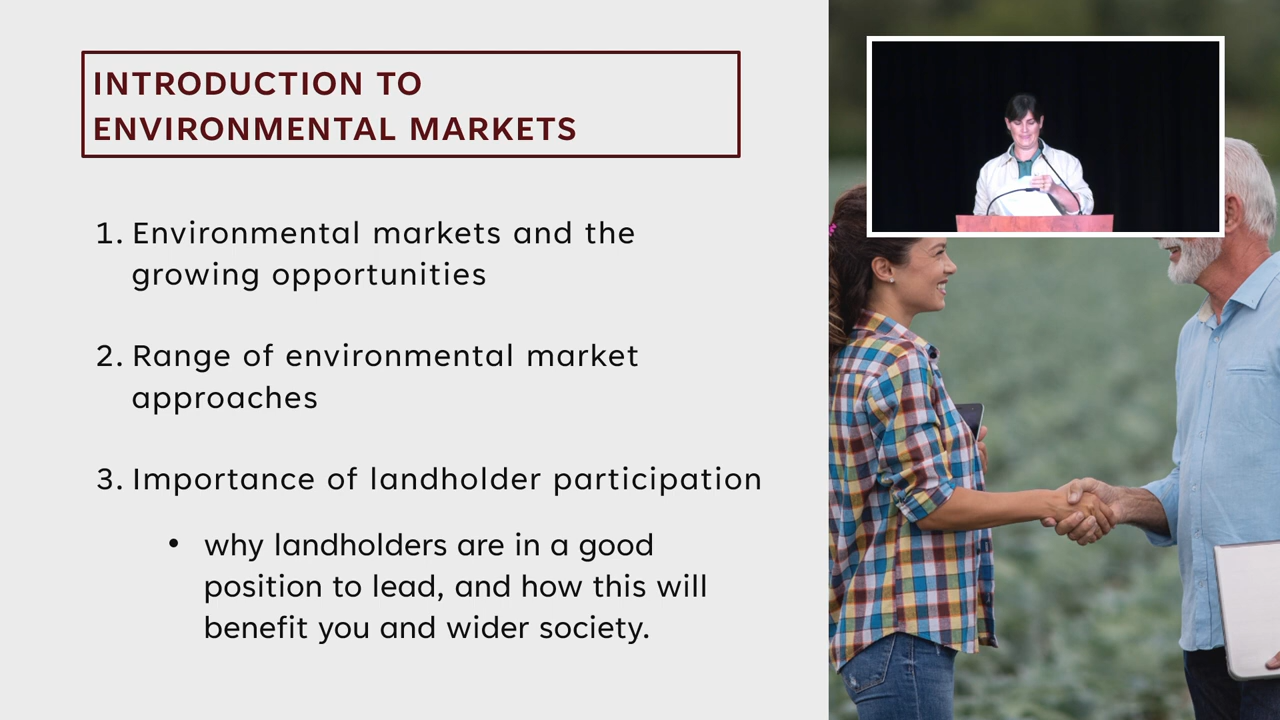 INTRODUCTION TO
ENVIRONMENTAL MARKETS
1. Environmental markets and the
growing opportunities
2. Range of environmental market
approaches
3. Importance of landholder participation
• why landholders are in a good
position to lead, and how this will
benefit you and wider society.